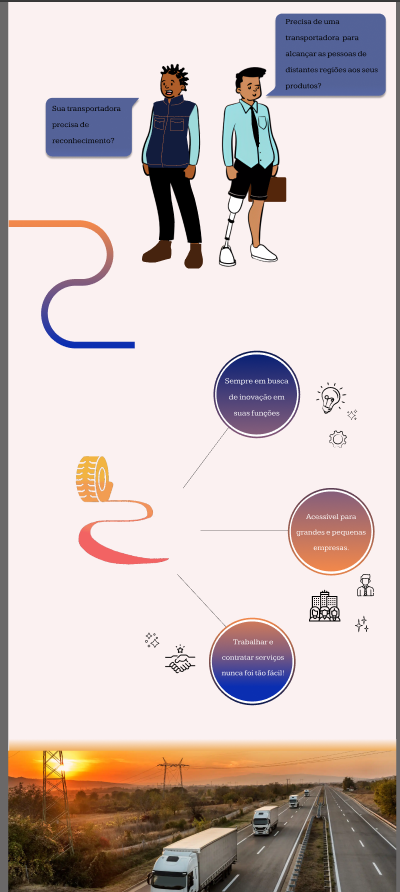 Precisa de uma
transportadora para
alcançar as pessoas de
distantes regiões aos seus
produtos?
Sua transportadora
precisa de
reconhecimento?
Sempre em busca
de inovação em
suas funções
Acessível para
grandes e pequenas
empresas.
Trabalhar e
contratar serviços
nunca foi tão fácil!